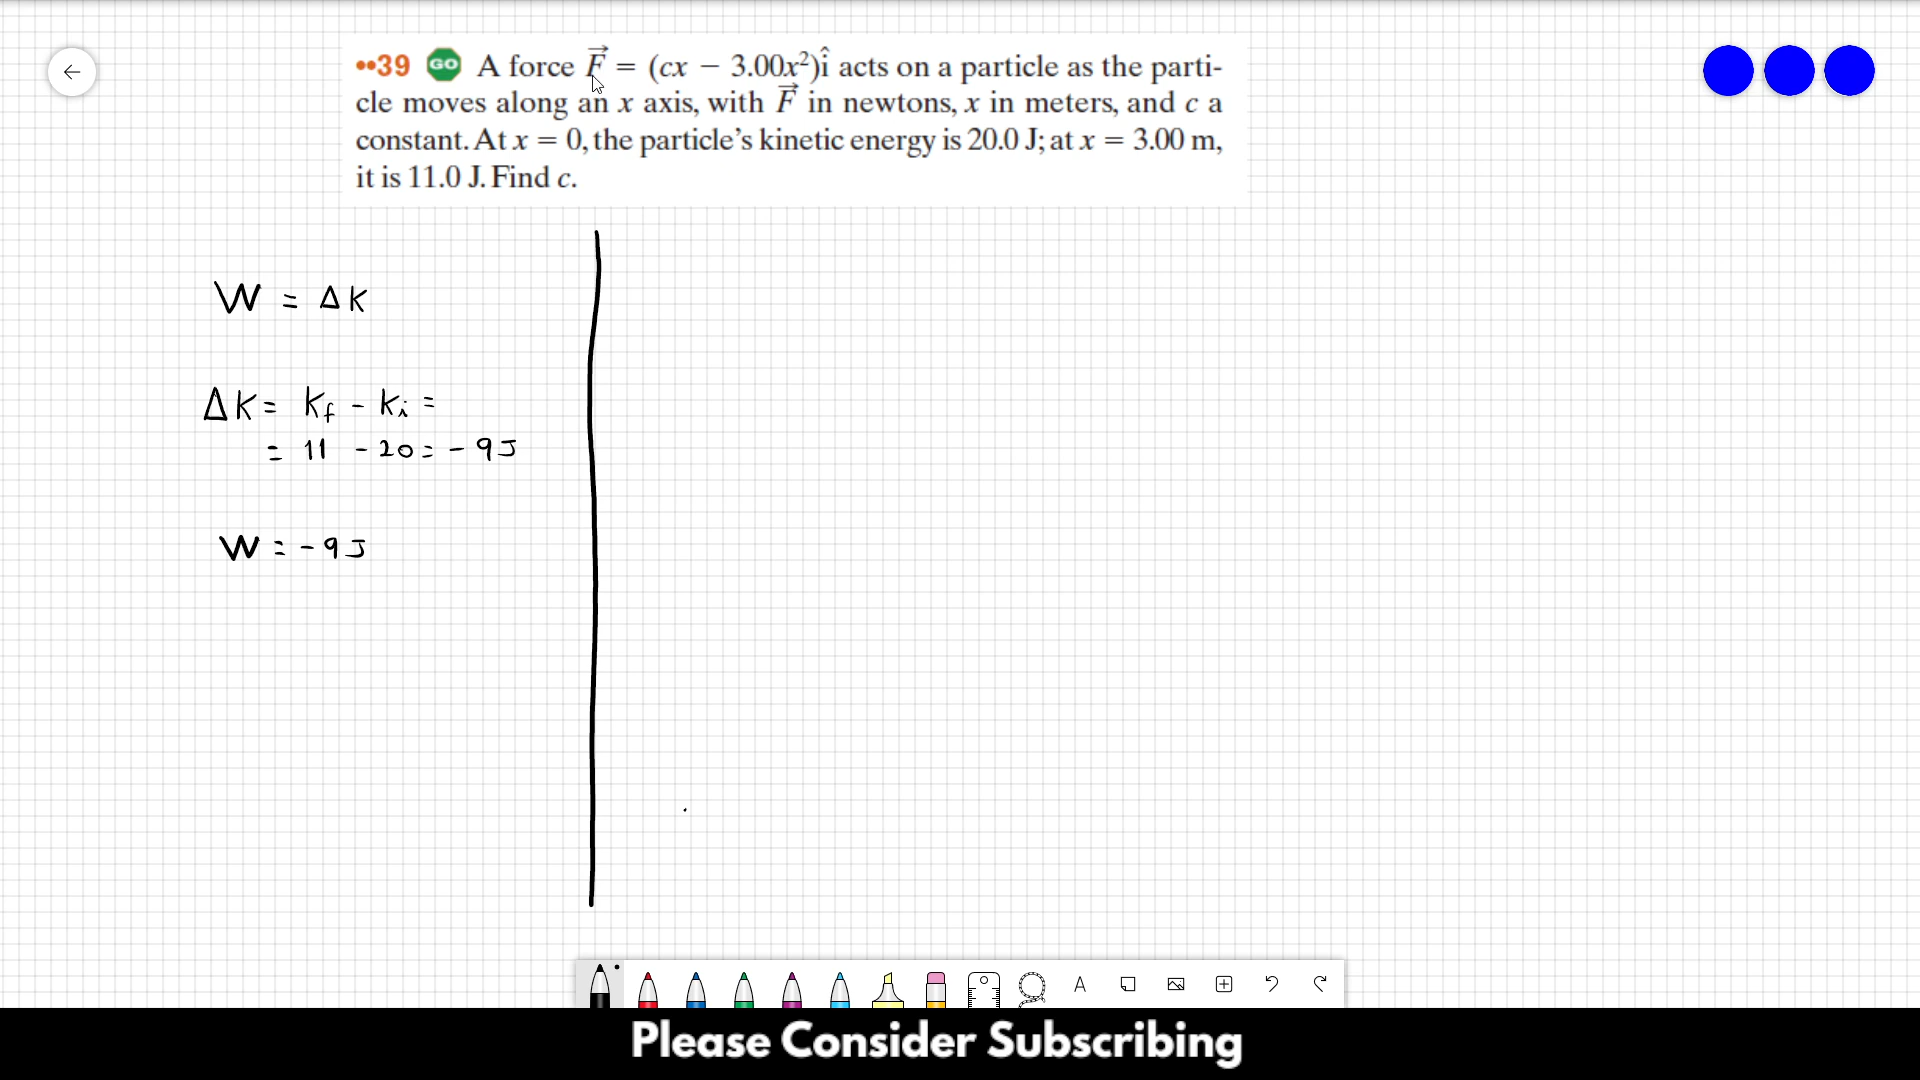 ••39 GO A force F⃗ = (cx − 3.00x²)î acts on a particle as the parti-
cle moves along an x axis, with F⃗ in newtons, x in meters, and c a
constant. At x = 0, the particle's kinetic energy is 20.0 J; at x = 3.00 m,
it is 11.0 J. Find c.
W = ΔK
ΔK = Kf - Ki =
= 11 - 20 = - 9 J
W = - 9 J
A
Please Consider Subscribing